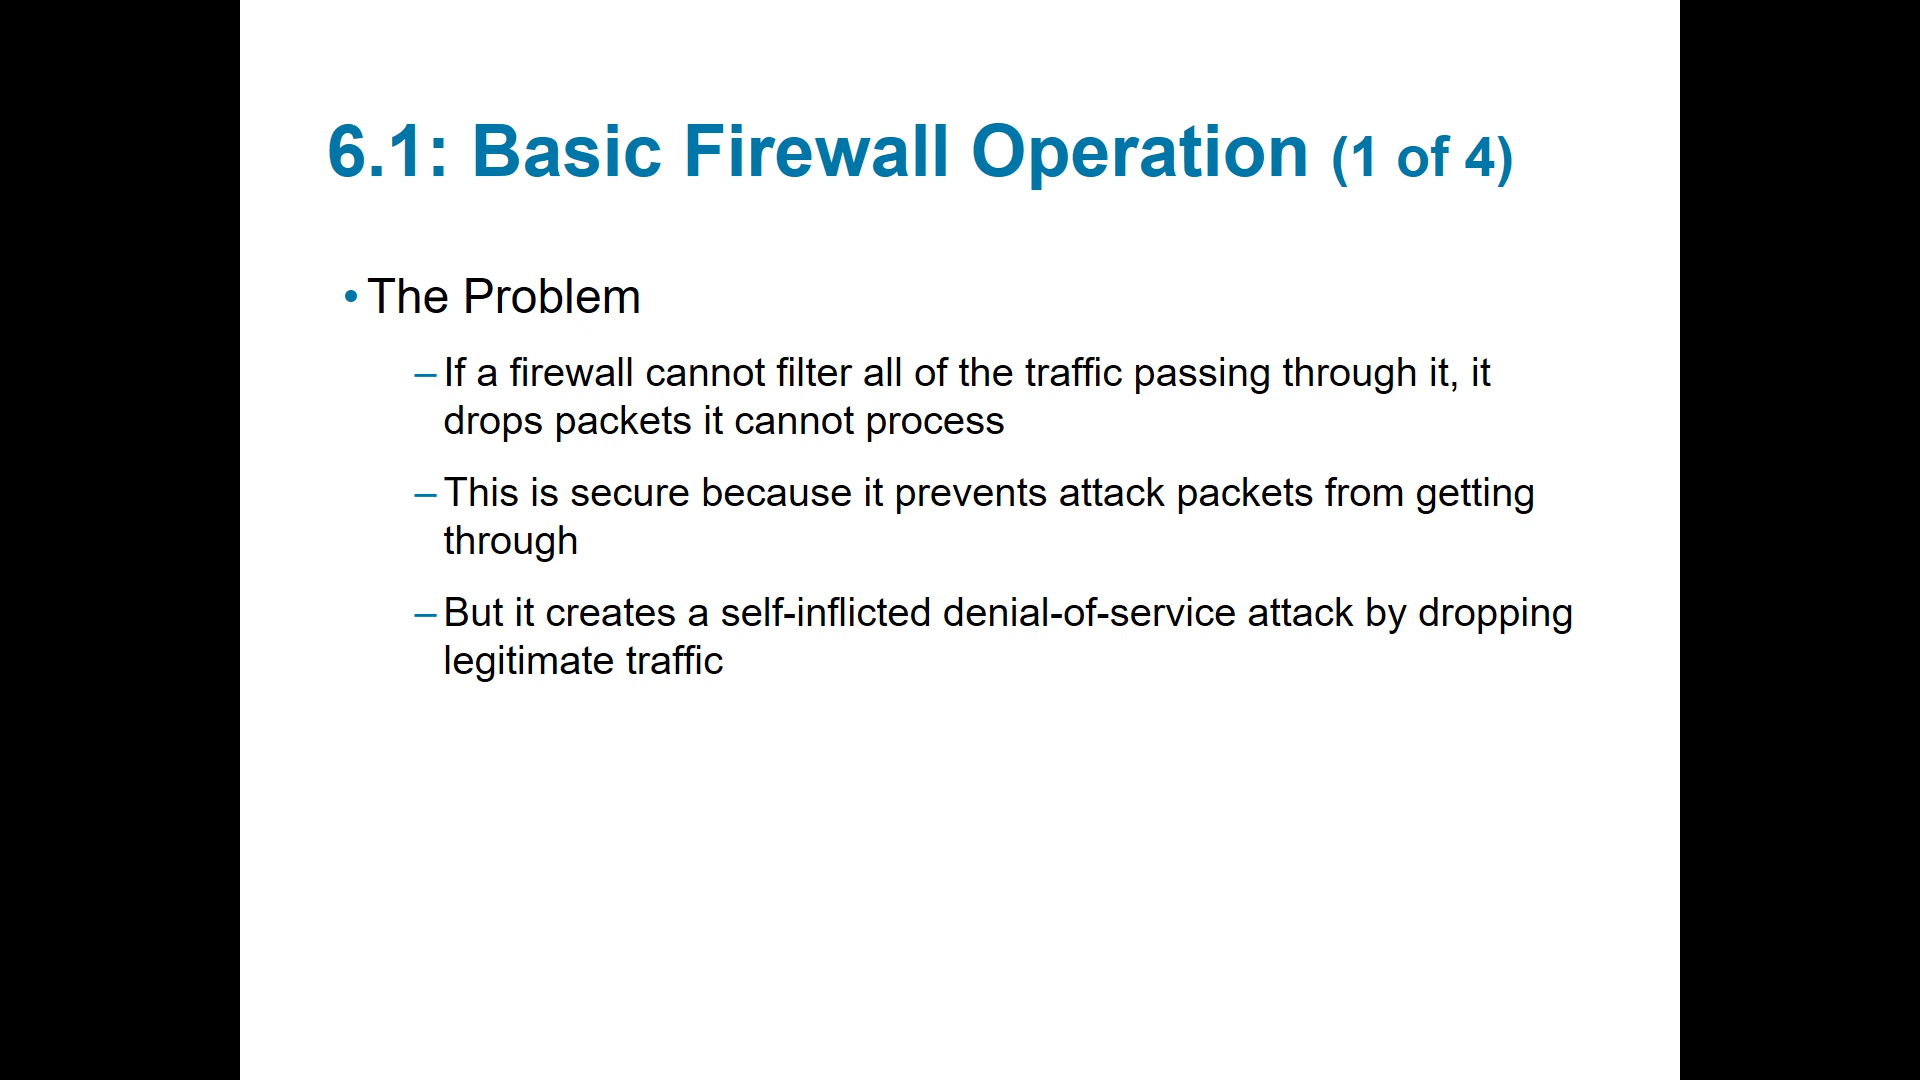 6.1: Basic Firewall Operation (1 of 4)
• The Problem
– If a firewall cannot filter all of the traffic passing through it, it
drops packets it cannot process
– This is secure because it prevents attack packets from getting
through
– But it creates a self-inflicted denial-of-service attack by dropping
legitimate traffic